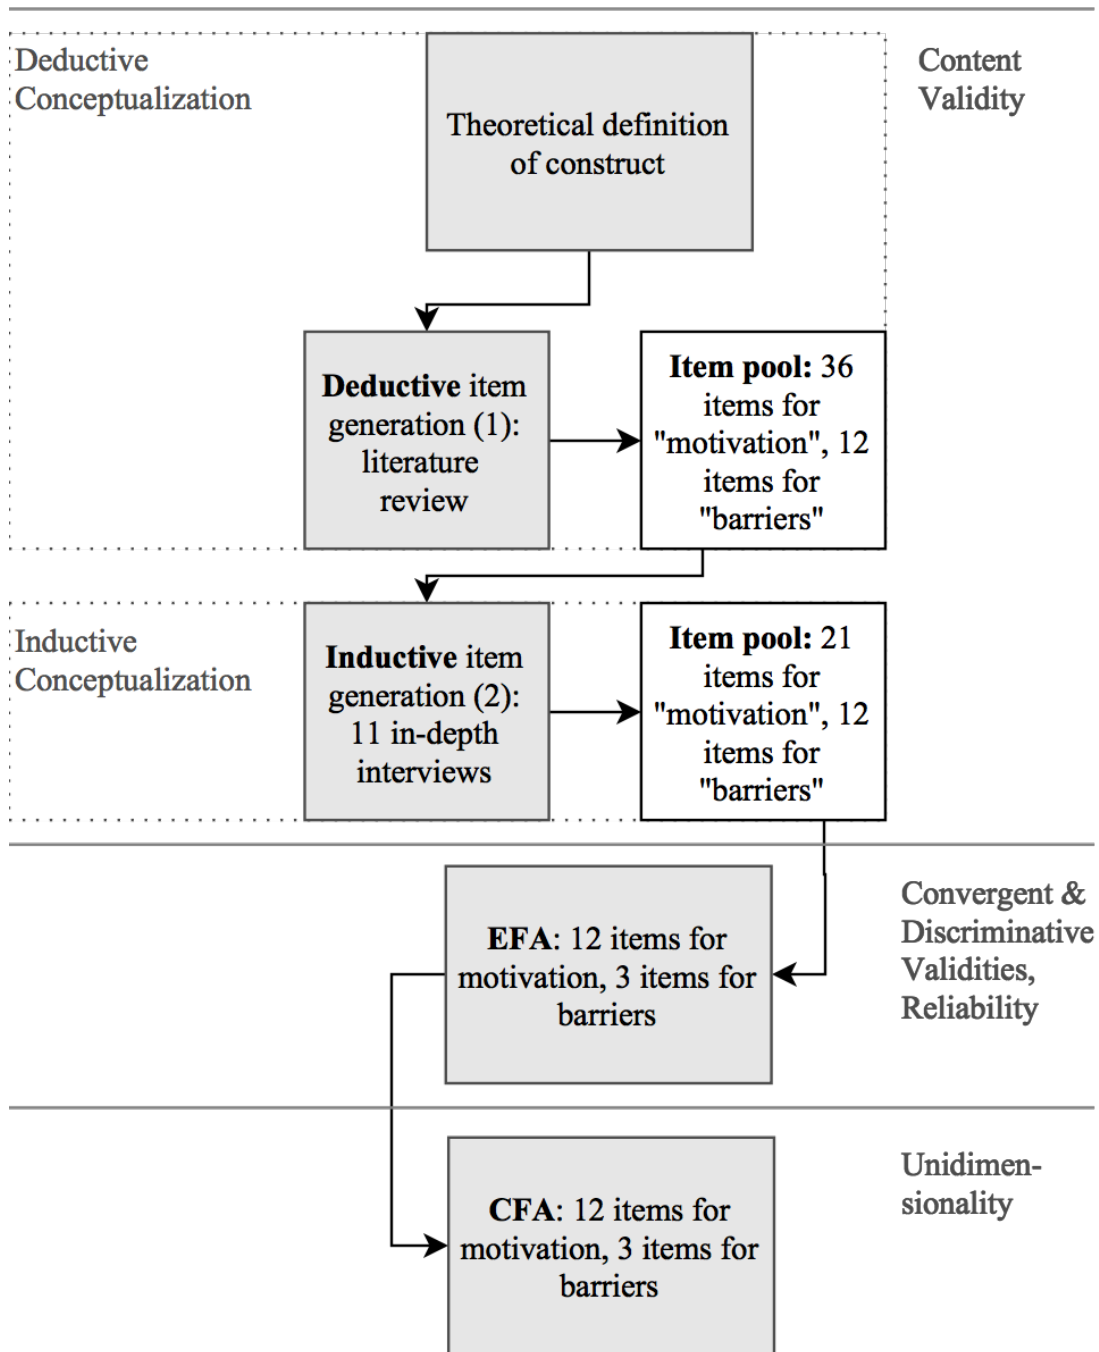 Deductive
Conceptualization
Content
Validity
Theoretical definition
of construct
Deductive item
generation (1):
literature
review
Item pool: 36
items for
"motivation", 12
items for
"barriers"
Inductive
Conceptualization
Inductive item
generation (2):
11 in-depth
interviews
Item pool: 21
items for
"motivation", 12
items for
"barriers"
EFA: 12 items for
motivation, 3 items for
barriers
Convergent &
Discriminative
Validities,
Reliability
CFA: 12 items for
motivation, 3 items for
barriers
Unidimen-
sionality